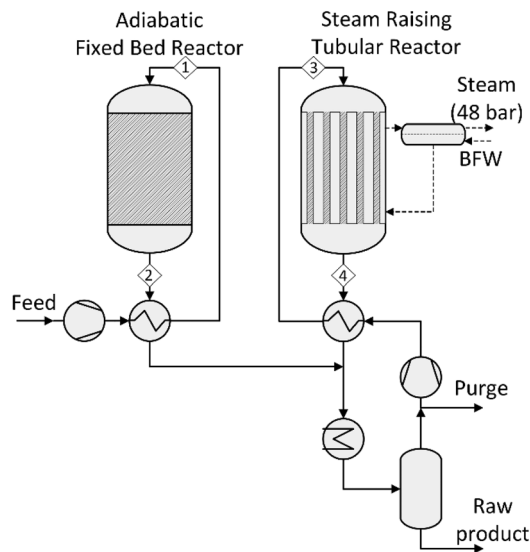 Adiabatic
Fixed Bed Reactor
Steam Raising
Tubular Reactor
1
3
Steam
(48 bar)
BFW
2
4
Feed
Purge
Raw
product